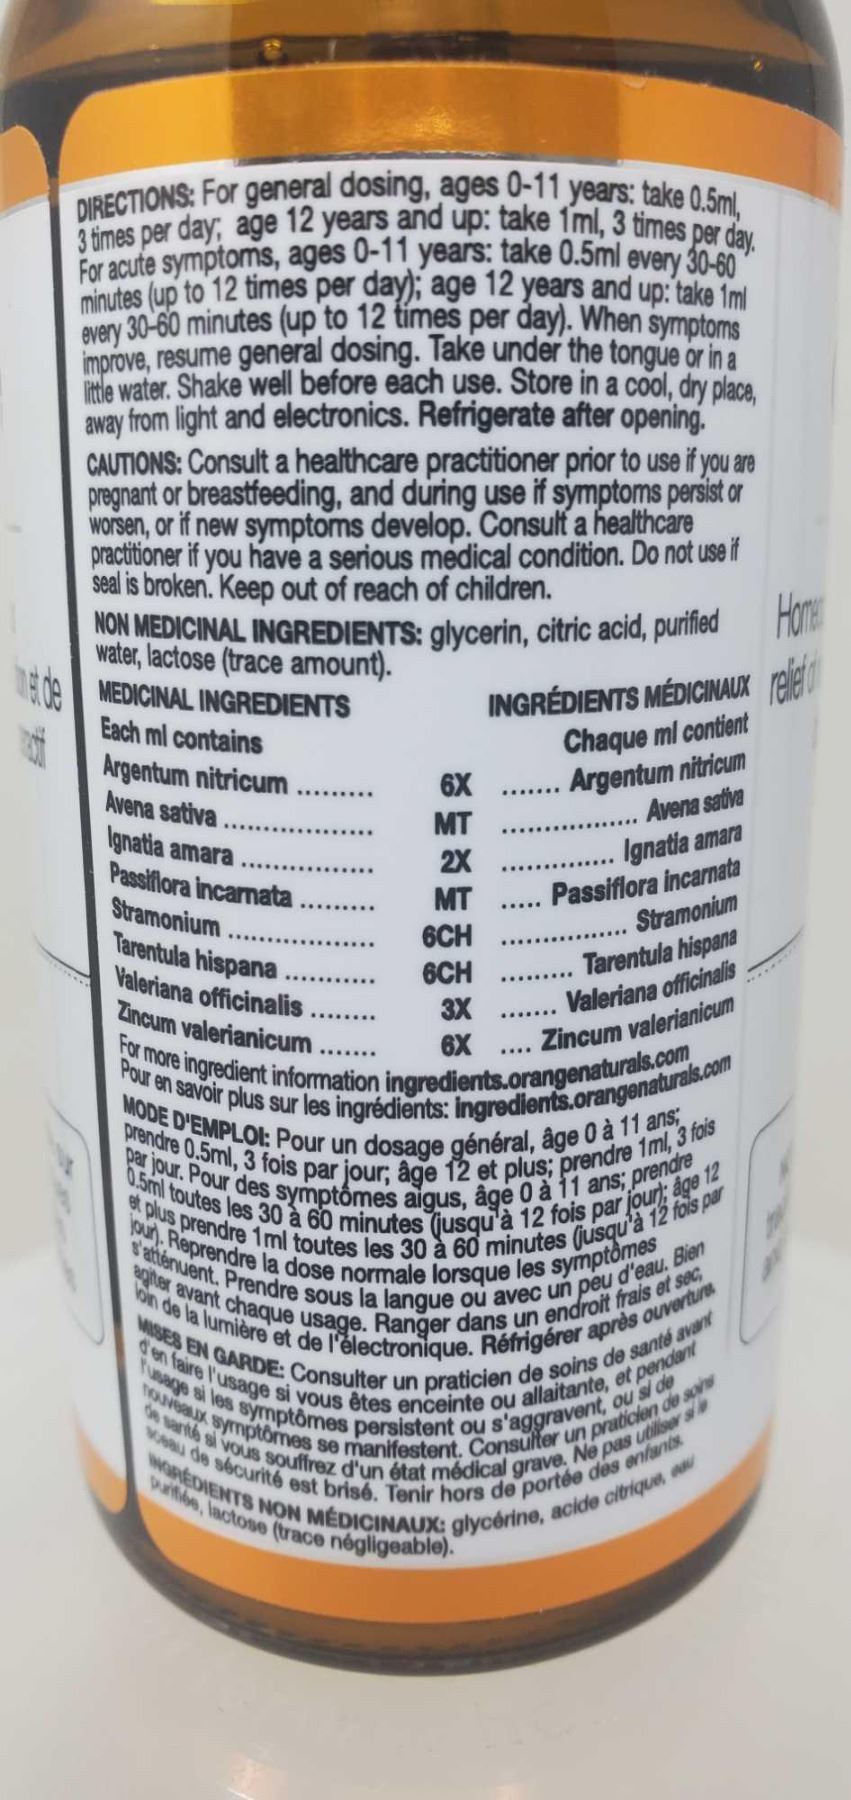 DIRECTIONS: For general dosing, ages 0-11 years: take 0.5ml,
3 times per day; age 12 years and up: take 1ml, 3 times per day.
For acute symptoms, ages 0-11 years: take 0.5ml every 30-60
minutes (up to 12 times per day); age 12 years and up: take 1ml
every 30-60 minutes (up to 12 times per day). When symptoms
improve, resume general dosing. Take under the tongue or in a
little water. Shake well before each use. Store in a cool, dry place,
away from light and electronics. Refrigerate after opening.
CAUTIONS: Consult a healthcare practitioner prior to use if you are
pregnant or breastfeeding, and during use if symptoms persist or
worsen, or if new symptoms develop. Consult a healthcare
practitioner if you have a serious medical condition. Do not use if
seal is broken. Keep out of reach of children.
NON MEDICINAL INGREDIENTS: glycerin, citric acid, purified
water, lactose (trace amount).
MEDICINAL INGREDIENTS INGRÉDIENTS MÉDICINAUX
Each ml contains Chaque ml contient
Argentum nitricum ......... 6X ....... Argentum nitricum
Avena sativa .................. MT ................ Avena sativa
Ignatia amara ................ 2X ............. Ignatia amara
Passiflora incarnata ......... MT ..... Passiflora incarnata
Stramonium .................. 6CH ................ Stramonium
Tarentula hispana ........... 6CH ......... Tarentula hispana
Valeriana officinalis ........ 3X ....... Valeriana officinalis
Zincum valerianicum ....... 6X .... Zincum valerianicum
For more ingredient information ingredients.orangenaturals.com
Pour en savoir plus sur les ingrédients: ingredients.orangenaturals.com
MODE D'EMPLOI: Pour un dosage général, âge 0 à 11 ans;
prendre 0.5ml, 3 fois par jour; âge 12 et plus; prendre 1ml, 3 fois
par jour. Pour des symptômes aigus, âge 0 à 11 ans; prendre
0.5ml toutes les 30 à 60 minutes (jusqu'à 12 fois par jour); âge 12
et plus prendre 1ml toutes les 30 à 60 minutes (jusqu'à 12 fois par
jour). Reprendre la dose normale lorsque les symptômes
s'atténuent. Prendre sous la langue ou avec un peu d'eau. Bien
agiter avant chaque usage. Ranger dans un endroit frais et sec,
loin de la lumière et de l'électronique. Réfrigérer après ouverture.
MISES EN GARDE: Consulter un praticien de soins de santé avant
d'en faire l'usage si vous êtes enceinte ou allaitante, et pendant
l'usage si les symptômes persistent ou s'aggravent, ou si de
nouveaux symptômes se manifestent. Consulter un praticien de soins
de santé si vous souffrez d'un état médical grave. Ne pas utiliser si le
sceau de sécurité est brisé. Tenir hors de portée des enfants.
INGRÉDIENTS NON MÉDICINAUX: glycérine, acide citrique, eau
purifiée, lactose (trace négligeable).
et de
relief